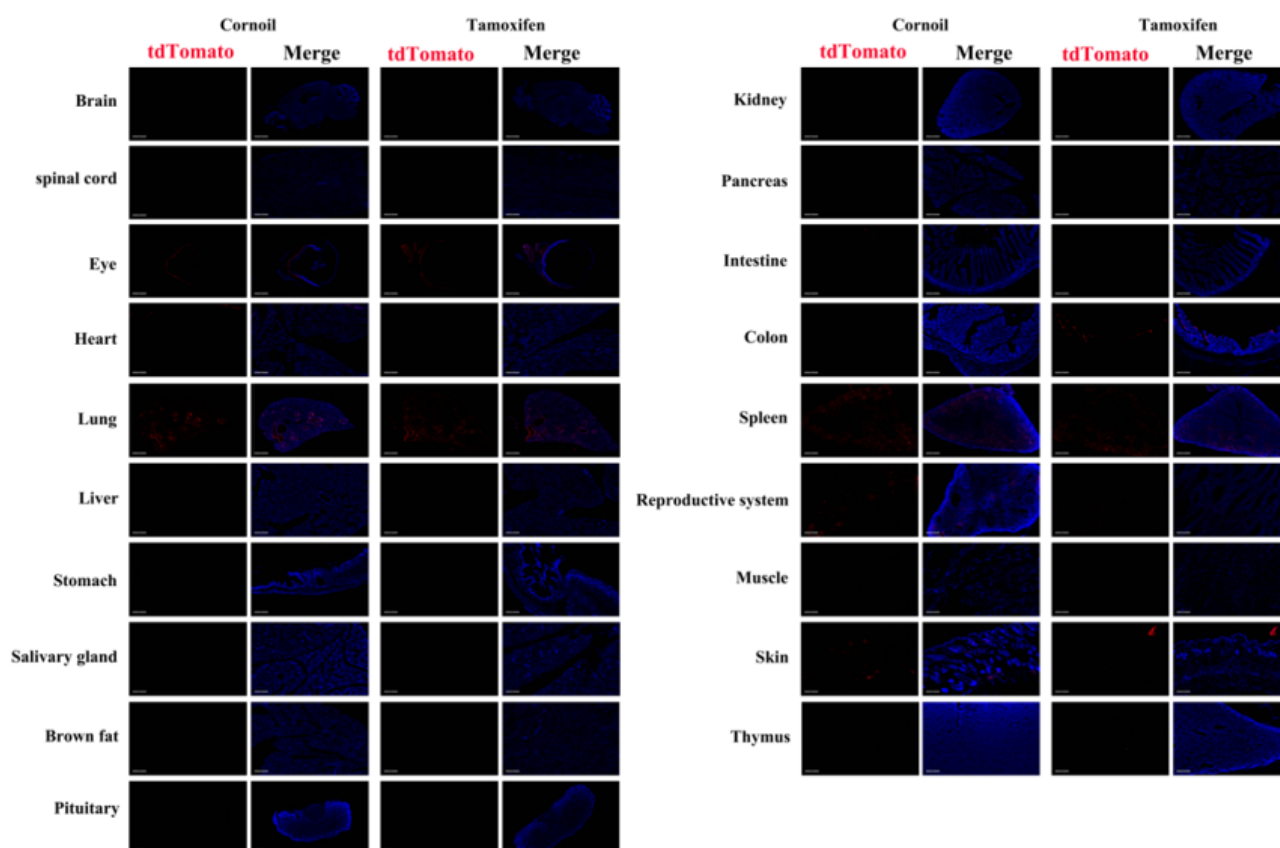 Cornoil Tamoxifen
tdTomato Merge tdTomato Merge
Brain
spinal cord
Eye
Heart
Lung
Liver
Stomach
Salivary gland
Brown fat
Pituitary
Cornoil Tamoxifen
tdTomato Merge tdTomato Merge
Kidney
Pancreas
Intestine
Colon
Spleen
Reproductive system
Muscle
Skin
Thymus